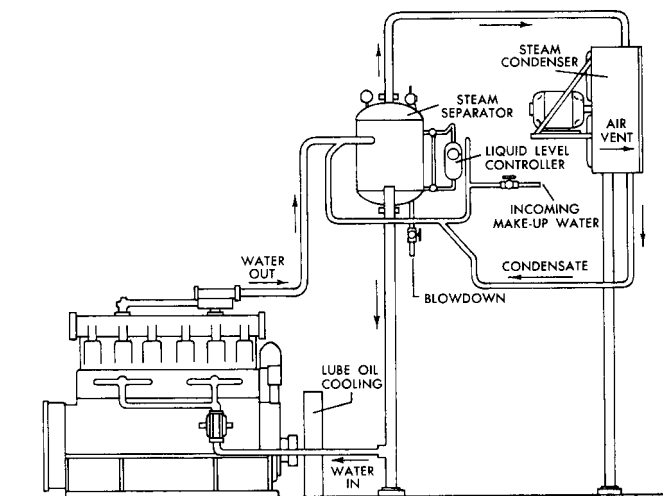 STEAM
CONDENSER
STEAM
SEPARATOR
AIR
VENT
LIQUID LEVEL
CONTROLLER
INCOMING
MAKE-UP WATER
WATER
OUT
CONDENSATE
BLOWDOWN
LUBE OIL
COOLING
WATER
IN